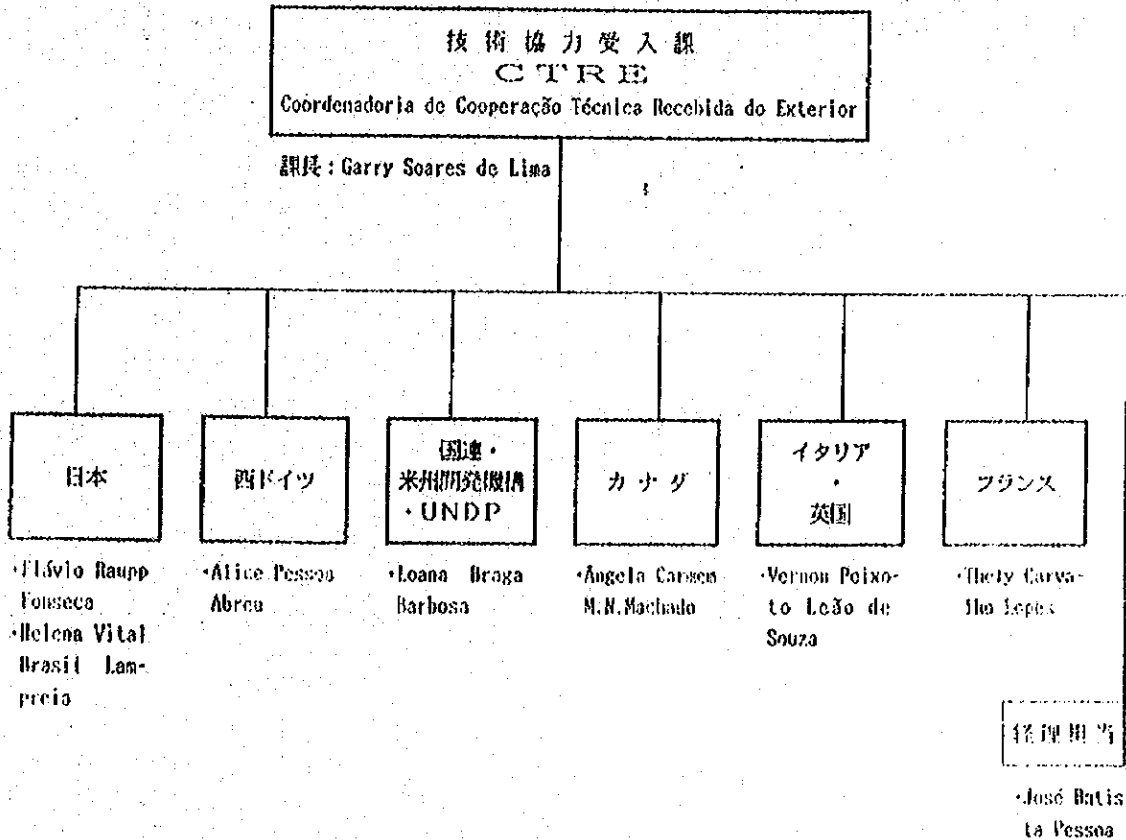 技術協力受入課
CTRE
Coordenadoria de Cooperação Técnica Recebida do Exterior
課長：Garry Soares de Lima
日本
西ドイツ
国連・
米州開発機構
・UNDP
カナダ
イタリア
・
英国
フランス
・Flávio Raupp
Fonseca
・Helena Vital
Brasil Lam-
preia
・Alice Pessoa
Abreu
・Loana Braga
Barbosa
・Ângela Carmem
M.N.Machado
・Vernon Peixo-
to Leão de
Souza
・Thety Carva-
lho Lopes
経理担当
・José Batis
ta Pessoa